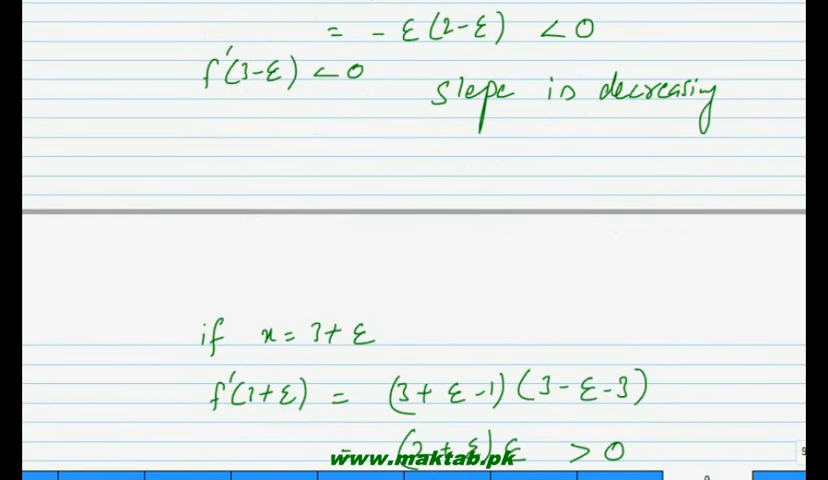 = - ε(2-ε) < 0
f'(3-ε) < 0
slope is decreasing
if x = 3 + ε
f'(3+ε) = (3 + ε - 1) (3 - ε - 3)
= (2 + ε) ε > 0
www.maktab.pk
9